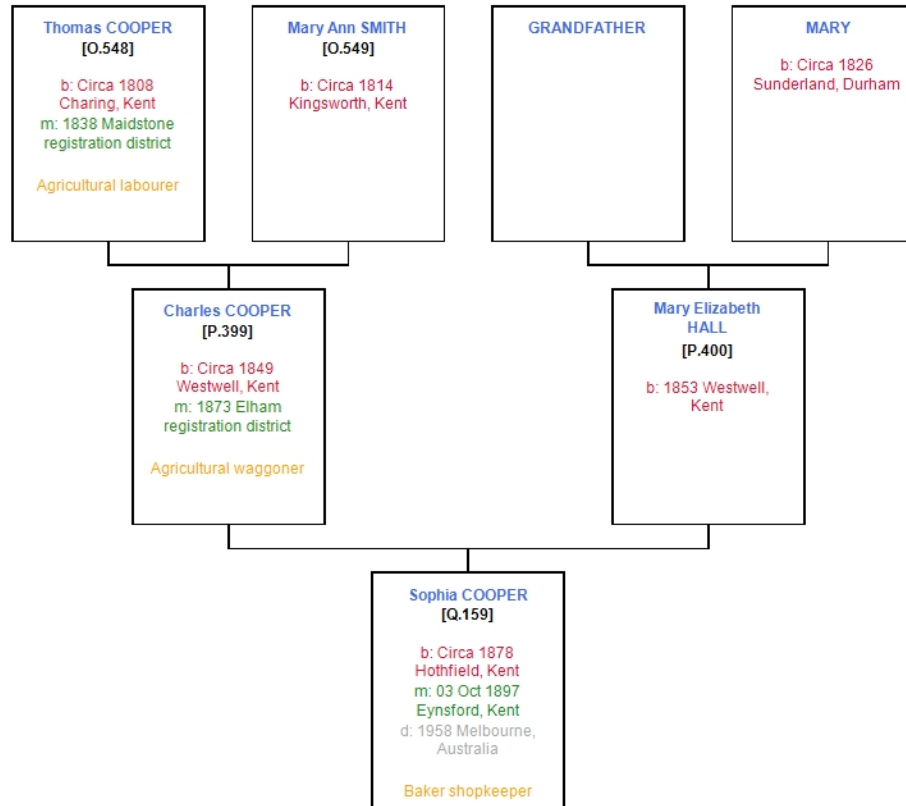 Thomas COOPER
[O.548]
b: Circa 1808
Charing, Kent
m: 1838 Maidstone
registration district
Agricultural labourer
Mary Ann SMITH
[O.549]
b: Circa 1814
Kingsworth, Kent
GRANDFATHER
MARY
b: Circa 1826
Sunderland, Durham
Charles COOPER
[P.399]
b: Circa 1849
Westwell, Kent
m: 1873 Elham
registration district
Agricultural waggoner
Mary Elizabeth
HALL
[P.400]
b: 1853 Westwell,
Kent
Sophia COOPER
[Q.159]
b: Circa 1878
Hothfield, Kent
m: 03 Oct 1897
Eynsford, Kent
d: 1958 Melbourne,
Australia
Baker shopkeeper